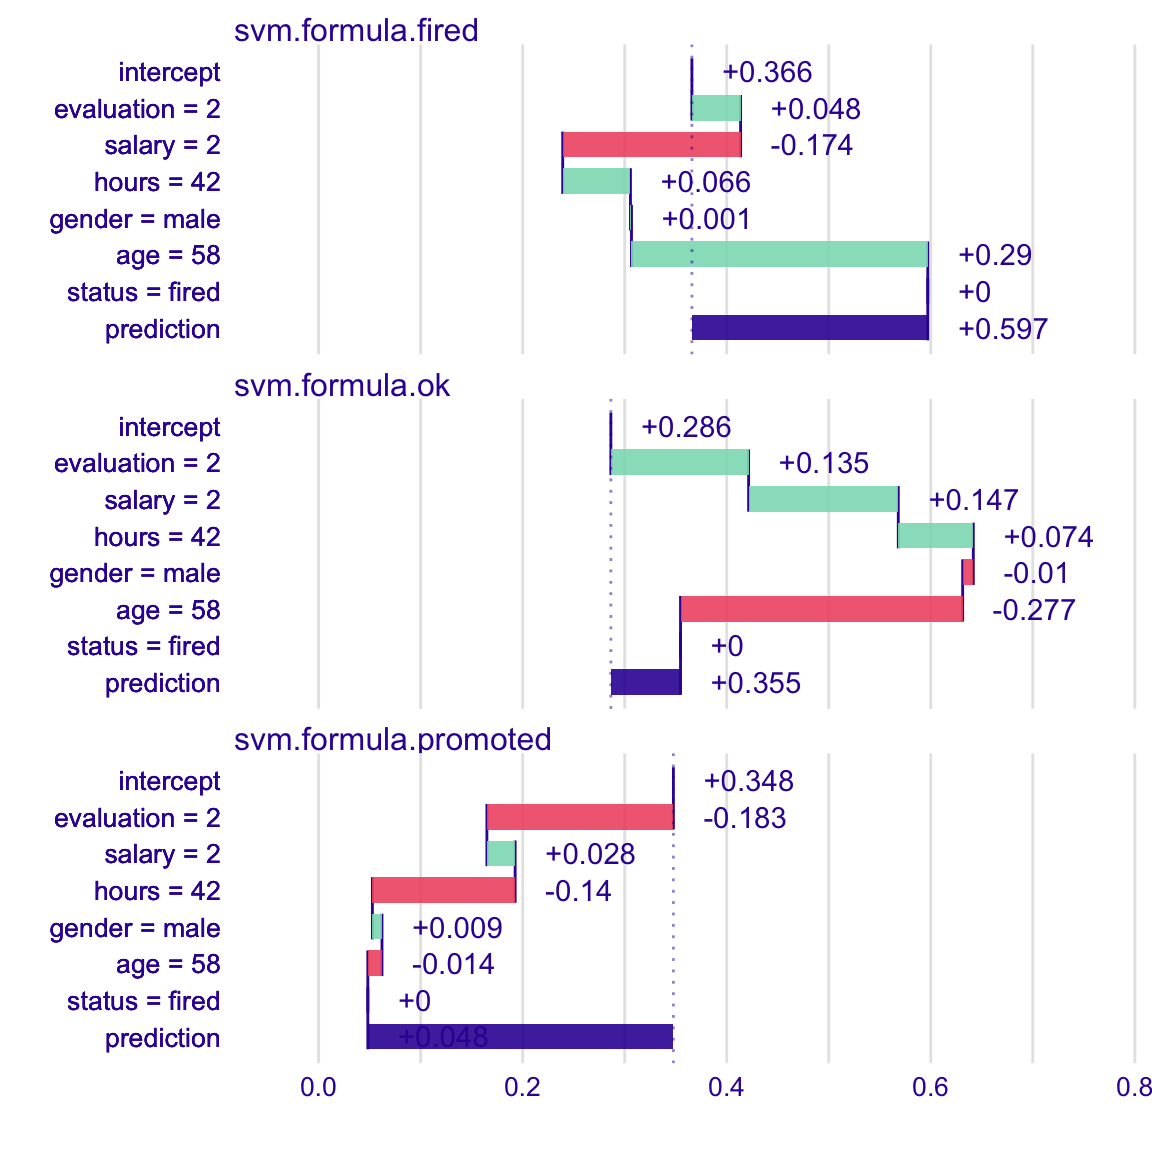 svm.formula.fired
intercept +0.366
evaluation = 2 +0.048
salary = 2 -0.174
hours = 42 +0.066
gender = male +0.001
age = 58 +0.29
status = fired +0
prediction +0.597
svm.formula.ok
intercept +0.286
evaluation = 2 +0.135
salary = 2 +0.147
hours = 42 +0.074
gender = male -0.01
age = 58 -0.277
status = fired +0
prediction +0.355
svm.formula.promoted
intercept +0.348
evaluation = 2 -0.183
salary = 2 +0.028
hours = 42 -0.14
gender = male +0.009
age = 58 -0.014
status = fired +0
prediction +0.048
0.0 0.2 0.4 0.6 0.8